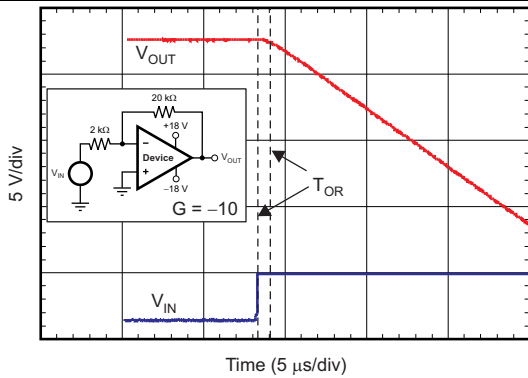 V_OUT
20 kΩ
+18 V
2 kΩ
−
Device
V_OUT
+
V_IN
−18 V
G = −10
T_OR
V_IN
5 V/div
Time (5 μs/div)